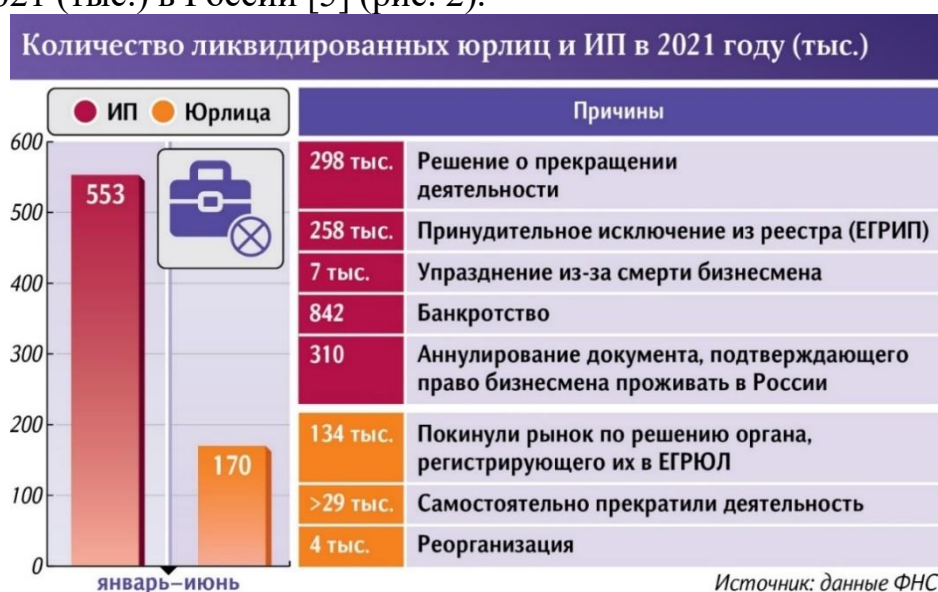 021 (тыс.) в России [5] (рис. 2).
Количество ликвидированных юрлиц и ИП в 2021 году (тыс.)
ИП Юрлица
600
500
400
300
200
100
0
553
170
январь–июнь
Причины
298 тыс. Решение о прекращении
деятельности
258 тыс. Принудительное исключение из реестра (ЕГРИП)
7 тыс. Упразднение из-за смерти бизнесмена
842 Банкротство
310 Аннулирование документа, подтверждающего
право бизнесмена проживать в России
134 тыс. Покинули рынок по решению органа,
регистрирующего их в ЕГРЮЛ
>29 тыс. Самостоятельно прекратили деятельность
4 тыс. Реорганизация
Источник: данные ФНС